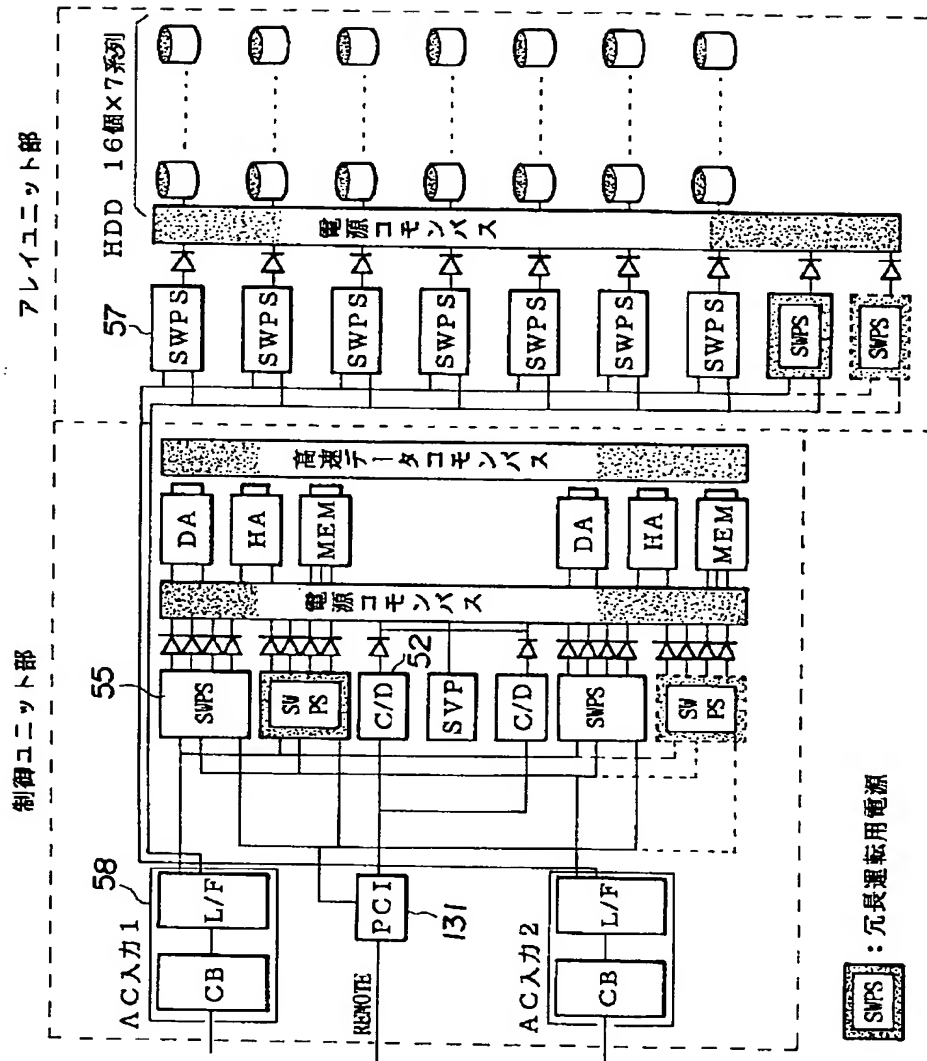 制御ユニット部
アレイユニット部
AC入力1
58
CB
L/F
REMOTE
PCI
131
AC入力2
CB
L/F
55
SWPS
SW
PS
C/D
52
SVP
C/D
SWPS
SW
PS
電源コモンバス
DA
HA
MEM
DA
HA
MEM
高速データコモンバス
57
SWPS
SWPS
SWPS
SWPS
SWPS
SWPS
SWPS
SWPS
SWPS
電源コモンバス
HDD 16個×7系列
SWPS
:冗長運転用電源